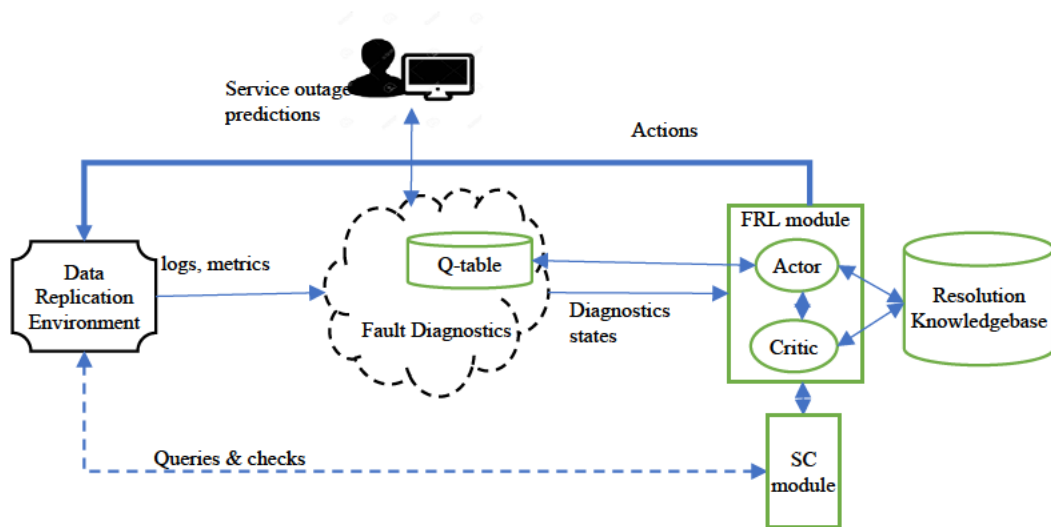 Service outage
predictions
Actions
FRL module
Data
Replication
Environment
logs, metrics
Q-table
Actor
Resolution
Knowledgebase
Fault Diagnostics
Diagnostics
states
Critic
Queries & checks
SC
module